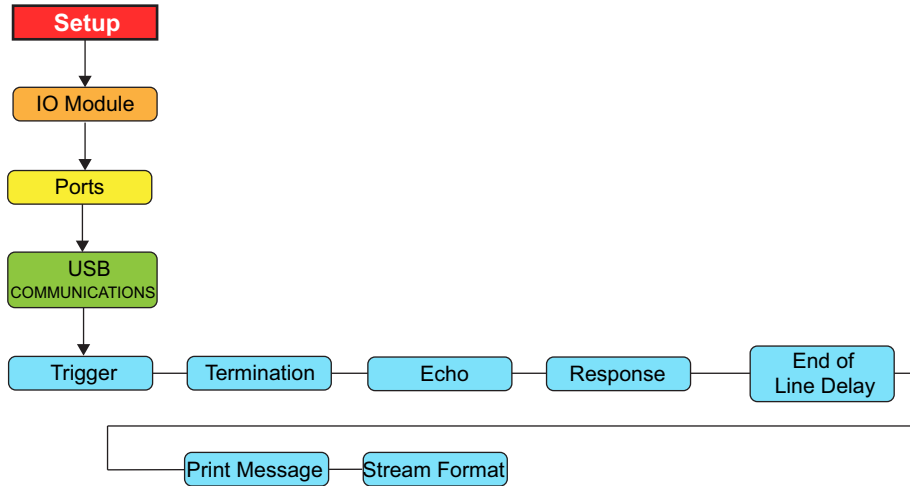 Setup
IO Module
Ports
USB
COMMUNICATIONS
Trigger
Termination
Echo
Response
End of
Line Delay
Print Message
Stream Format